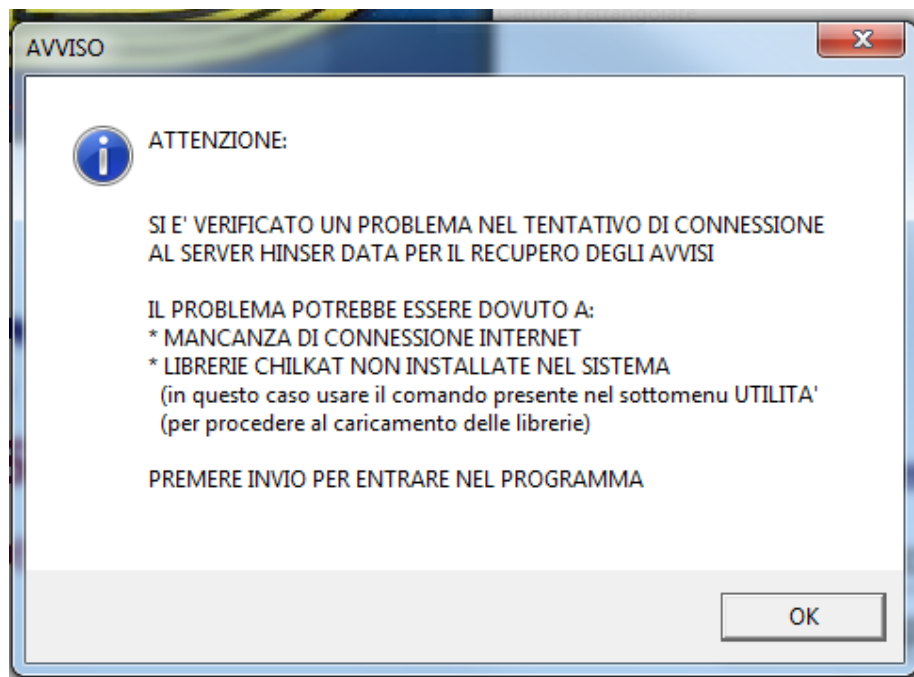 AVVISO
ATTENZIONE:
SI E' VERIFICATO UN PROBLEMA NEL TENTATIVO DI CONNESSIONE
AL SERVER HINSER DATA PER IL RECUPERO DEGLI AVVISI
IL PROBLEMA POTREBBE ESSERE DOVUTO A:
* MANCANZA DI CONNESSIONE INTERNET
* LIBRERIE CHILKAT NON INSTALLATE NEL SISTEMA
(in questo caso usare il comando presente nel sottomenu UTILITA'
(per procedere al caricamento delle librerie)
PREMERE INVIO PER ENTRARE NEL PROGRAMMA
OK